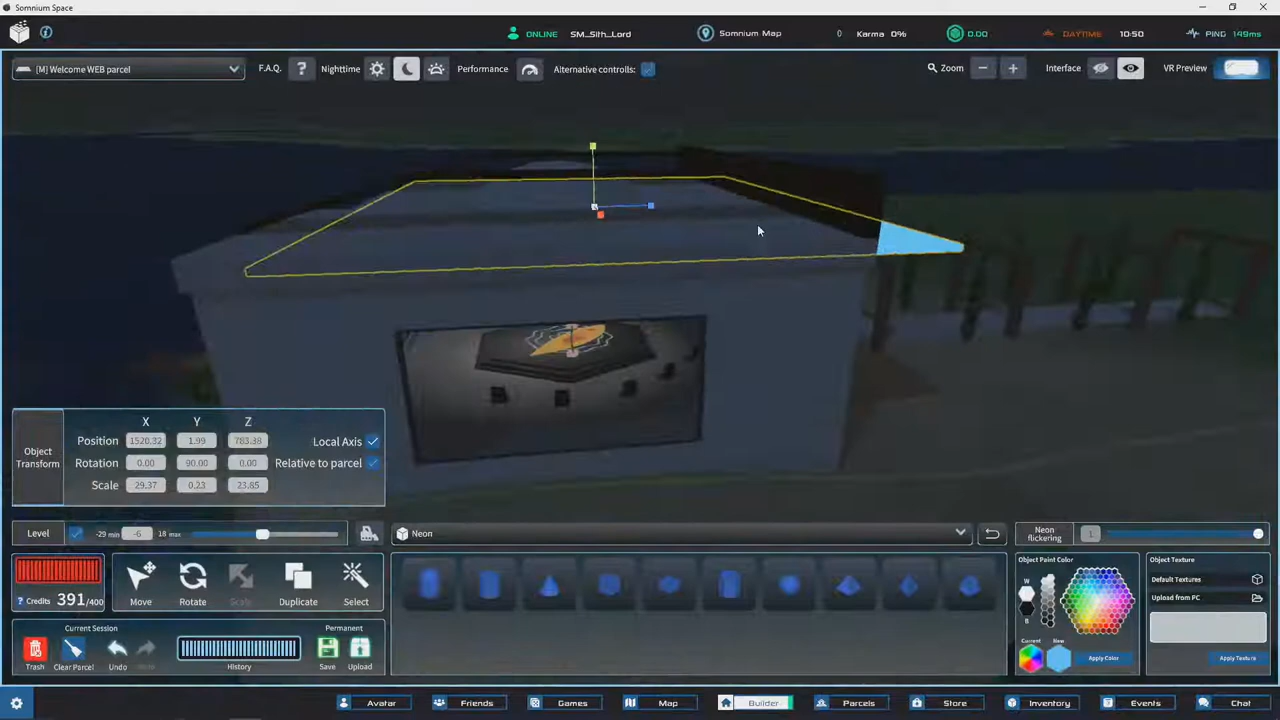 Somnium Space
ONLINE SM_Sith_Lord Somnium Map 0 Karma 0% 0.00 DAYTIME 10:50 PING 149ms
[M] Welcome WEB parcel F.A.Q. ? Nighttime Performance Alternative controlls: Zoom Interface VR Preview
X Y Z
Position 1520.32 1.99 783.38 Local Axis
Object Transform
Rotation 0.00 90.00 0.00 Relative to parcel
Scale 29.37 0.23 23.85
Level -29 min -6 18 max
Neon
Neon flickering 1
Move Rotate Scale Duplicate Select
? Credits 391/400
Object Paint Color
W
B
Current New
Apply Color
Object Texture
Default Textures
Upload from PC
Apply Texture
Current Session Permanent
Trash Clear Parcel Undo History Save Upload
Avatar Friends Games Map Builder Parcels Store Inventory Events Chat